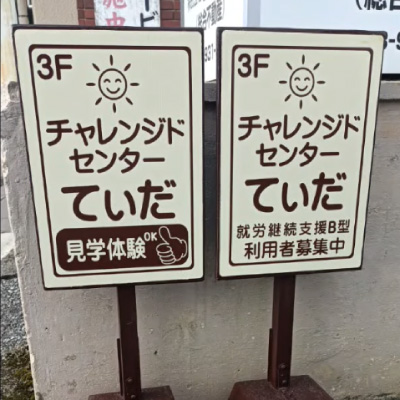 3F
チャレンジド
センター
てぃだ
見学体験OK
3F
チャレンジド
センター
てぃだ
就労継続支援B型
利用者募集中